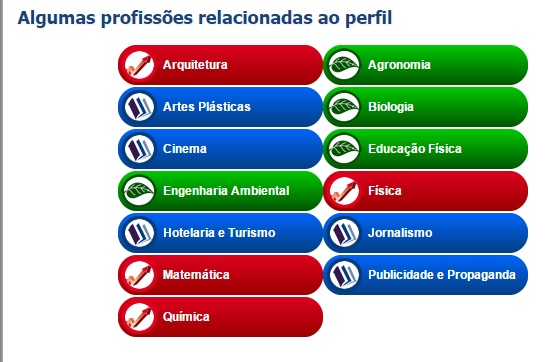 Algumas profissões relacionadas ao perfil
Arquitetura
Agronomia
Artes Plásticas
Biologia
Cinema
Educação Física
Engenharia Ambiental
Física
Hotelaria e Turismo
Jornalismo
Matemática
Publicidade e Propaganda
Química